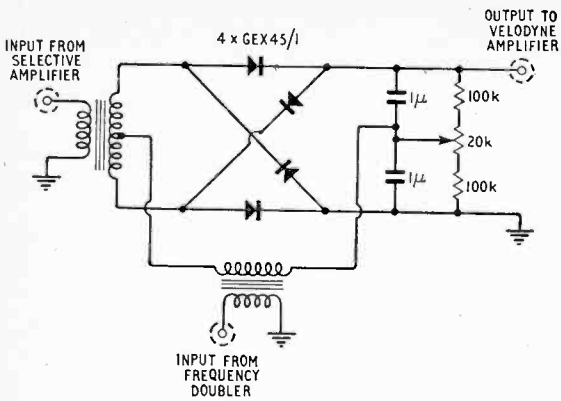 INPUT FROM
SELECTIVE
AMPLIFIER
4 x GEX45/1
OUTPUT TO
VELODYNE
AMPLIFIER
1μ
100k
20k
1μ
100k
INPUT FROM
FREQUENCY
DOUBLER